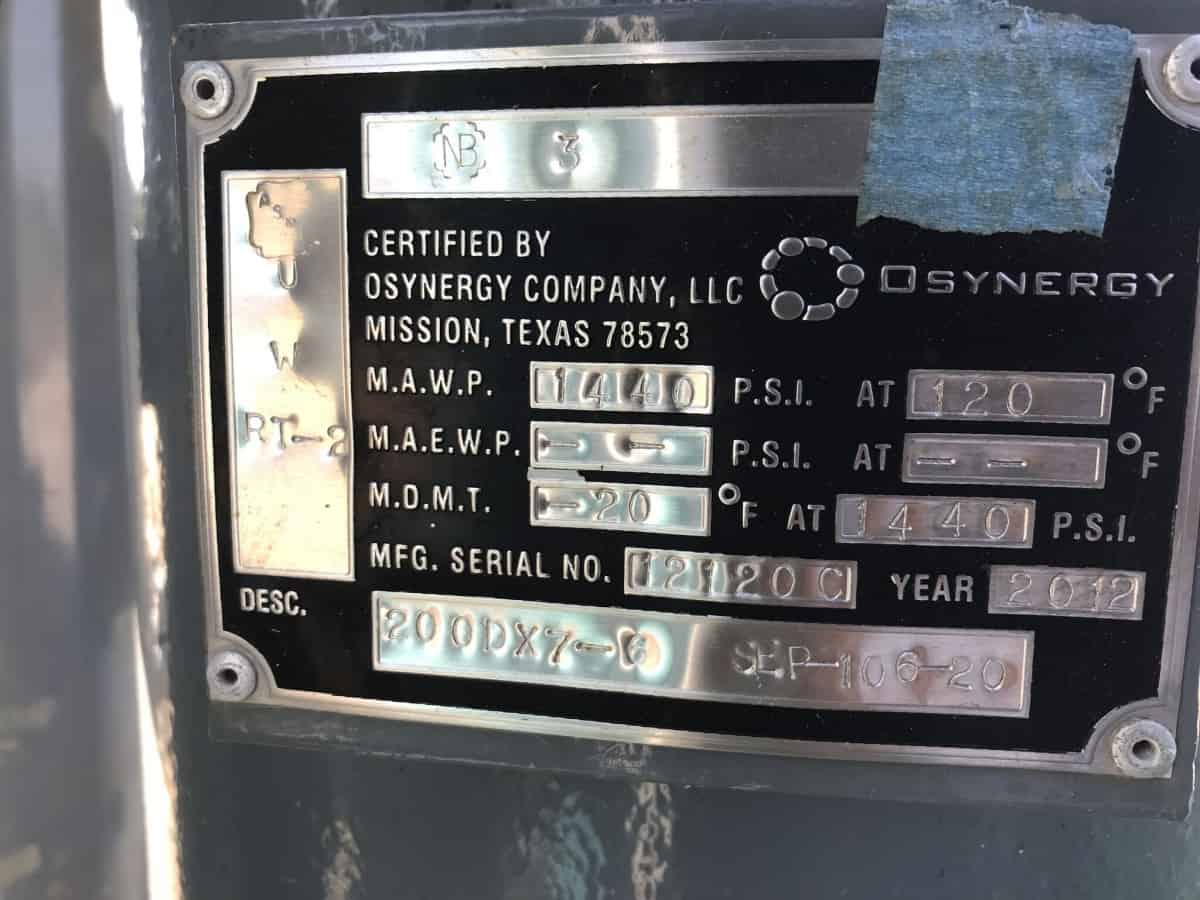 NB 3
ASME
U
W
RT-2
CERTIFIED BY
OSYNERGY COMPANY, LLC
OSYNERGY
MISSION, TEXAS 78573
M.A.W.P. 1440 P.S.I. AT 120 °F
M.A.E.W.P. - - P.S.I. AT - - °F
M.D.M.T. -20 °F AT 1440 P.S.I.
MFG. SERIAL NO. 12120C YEAR 2012
DESC. 200DX7-6 SEP-106-20